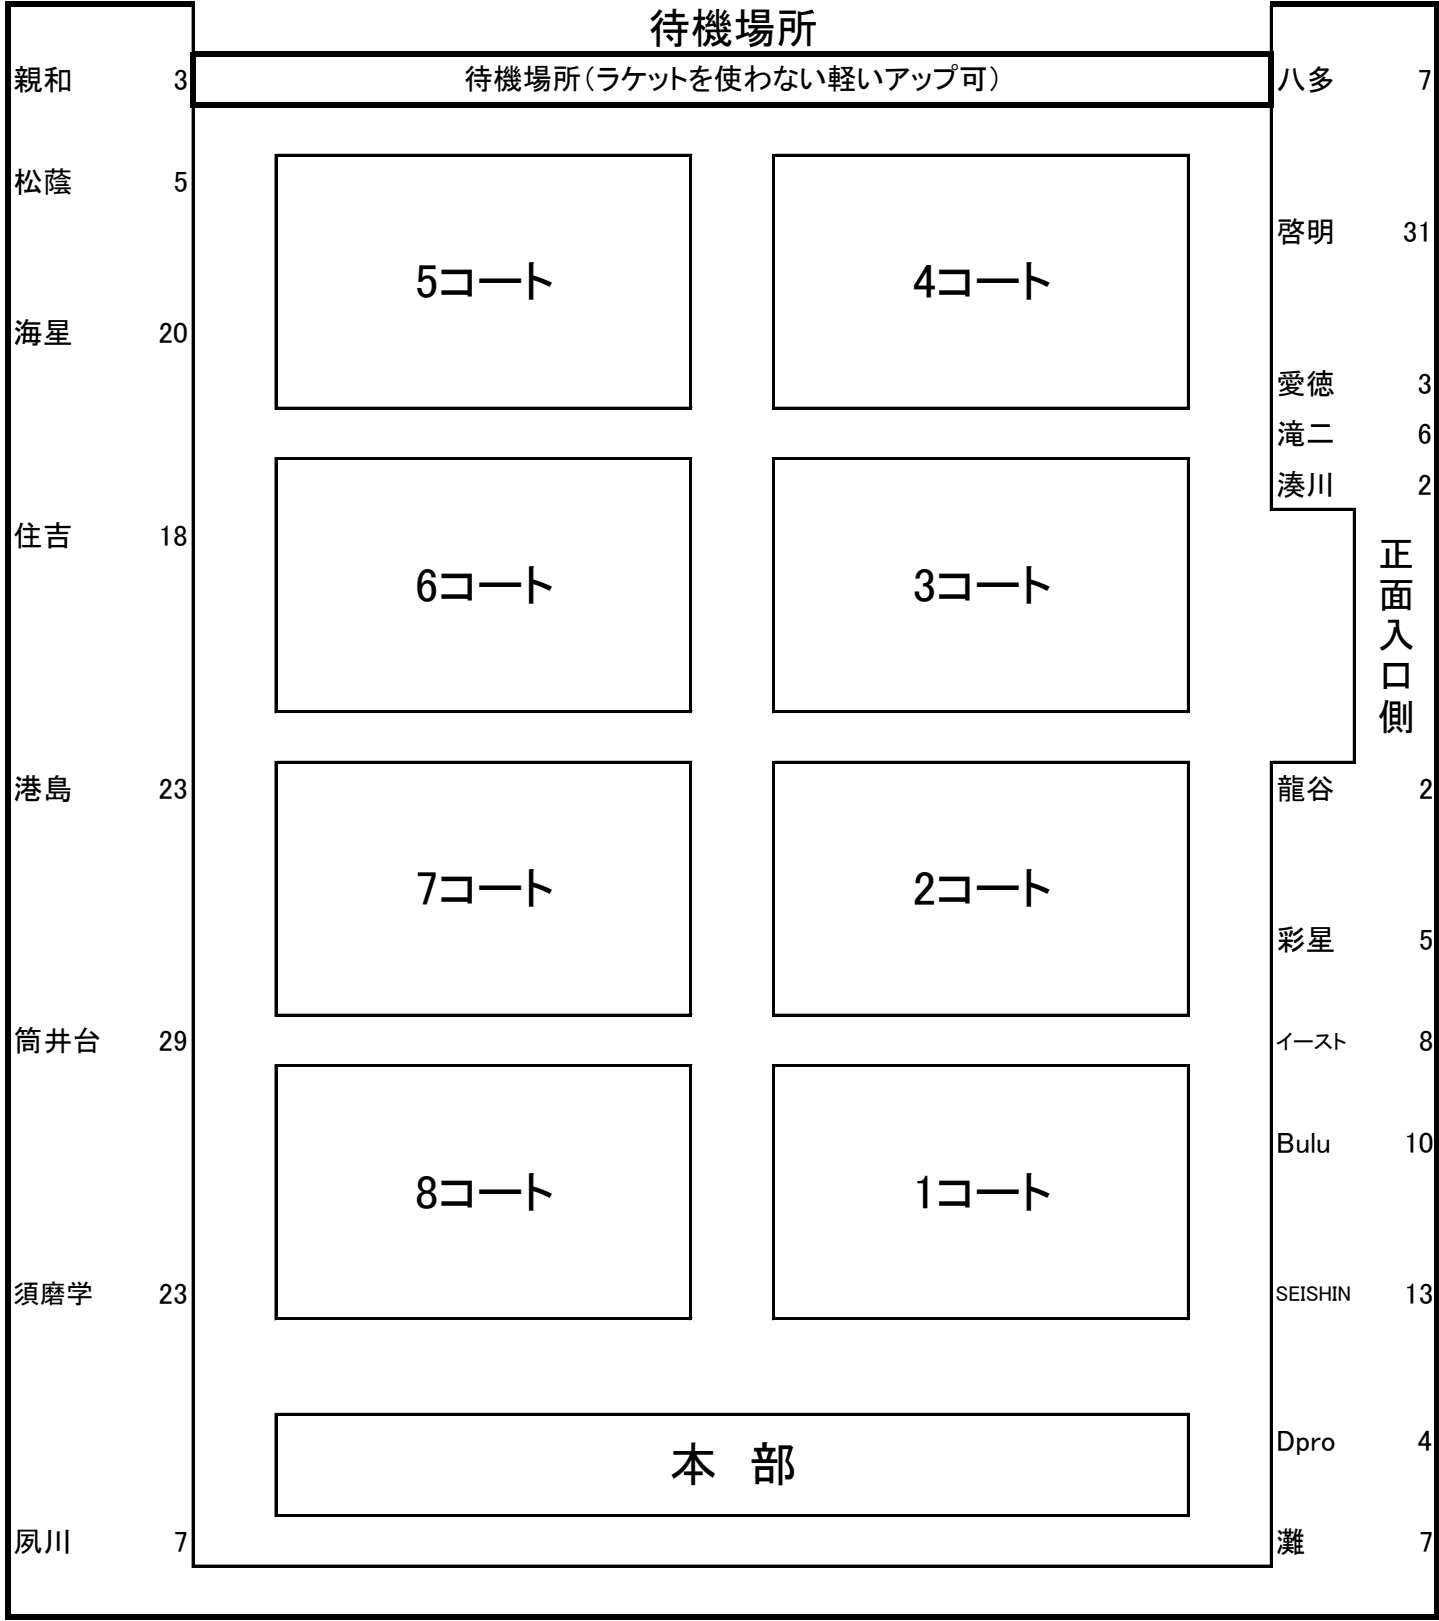 待機場所
親和 3 待機場所(ラケットを使わない軽いアップ可) 八多 7
松蔭 5
啓明 31
5コート 4コート
海星 20
愛徳 3
滝二 6
湊川 2
住吉 18
正面入口側
6コート 3コート
港島 23 龍谷 2
7コート 2コート
彩星 5
筒井台 29 イースト 8
Bulu 10
8コート 1コート
須磨学 23 SEISHIN 13
Dpro 4
本 部
夙川 7 灘 7